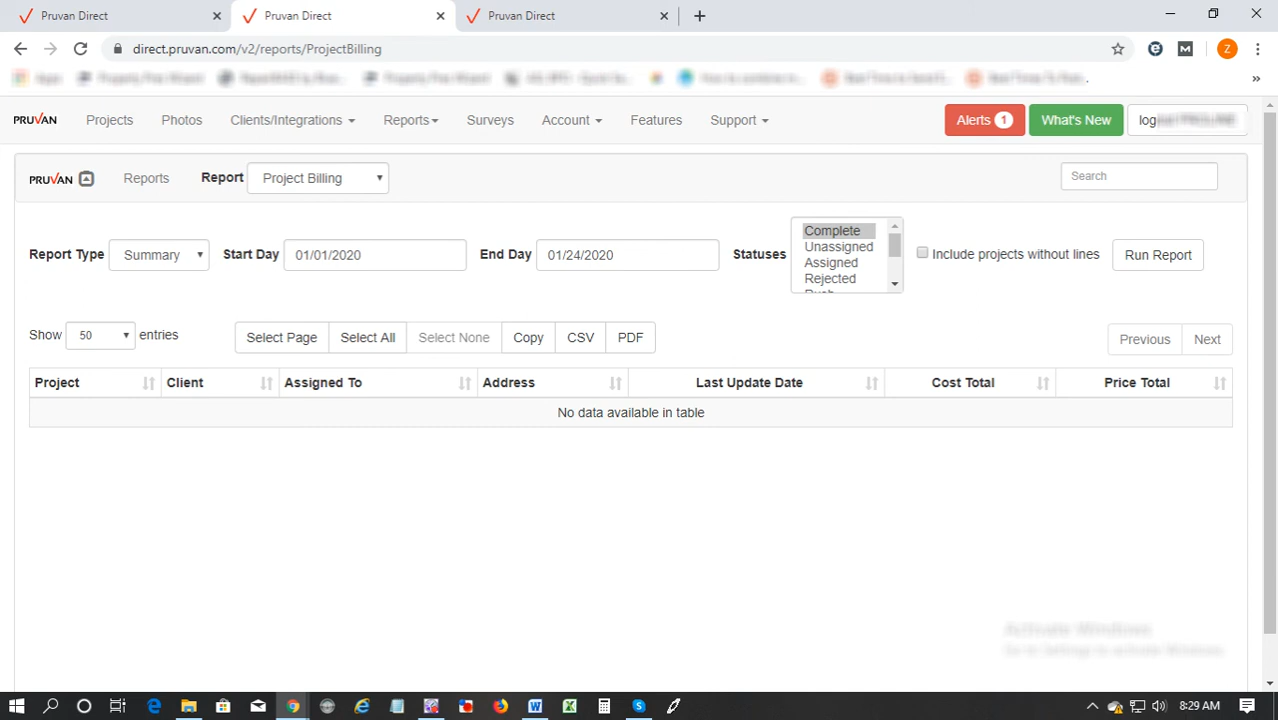 Pruvan Direct
Pruvan Direct
Pruvan Direct
direct.pruvan.com/v2/reports/ProjectBilling
PRUVAN Projects Photos Clients/Integrations Reports Surveys Account Features Support Alerts 1 What's New log
PRUVAN Reports Report Project Billing Search
Report Type Summary Start Day 01/01/2020 End Day 01/24/2020 Statuses Complete Include projects without lines Run Report
Unassigned
Assigned
Rejected
Show 50 entries Select Page Select All Select None Copy CSV PDF Previous Next
Project Client Assigned To Address Last Update Date Cost Total Price Total
No data available in table
8:29 AM